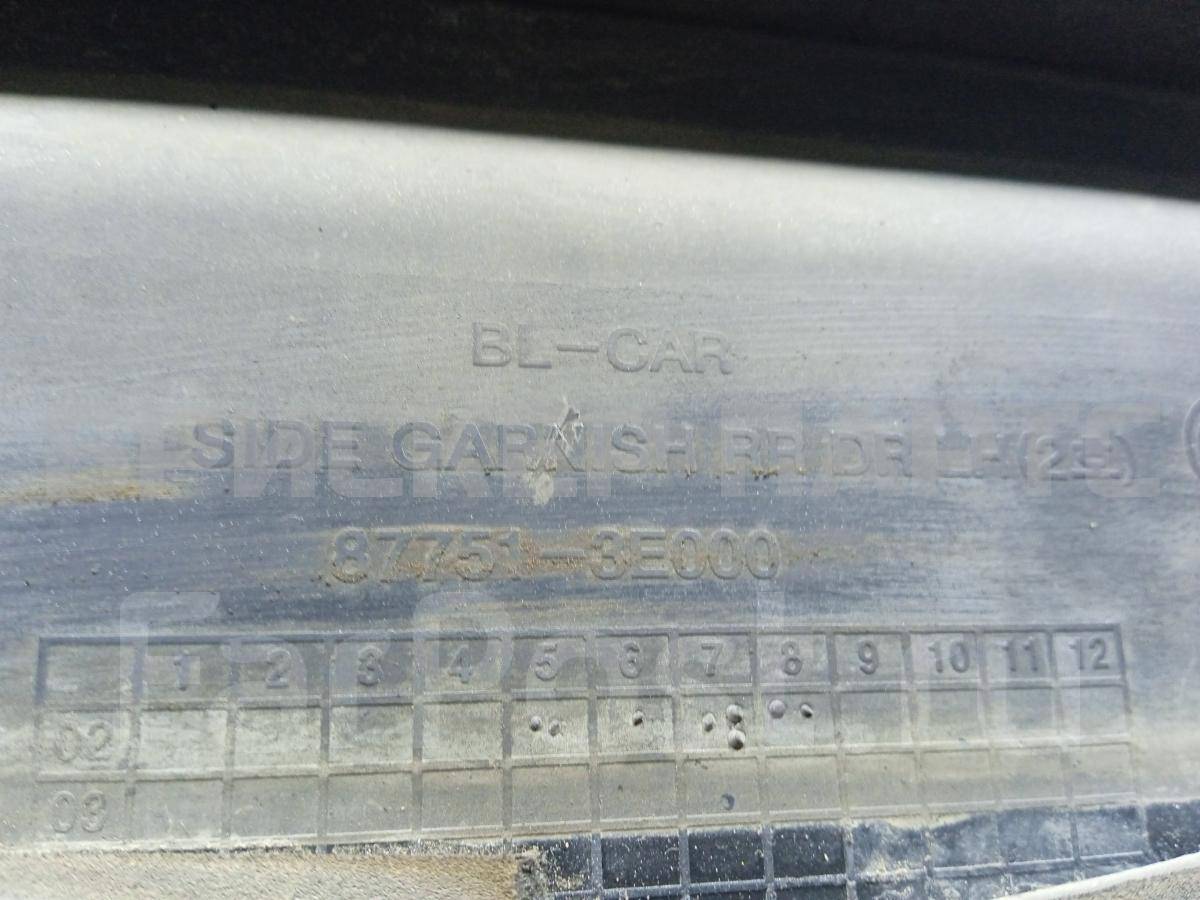 BL-CAR
SIDE GARNISH RR DR LH
87751-3E000
1 2 3 4 5 6 7 8 9 10 11 12
02
03